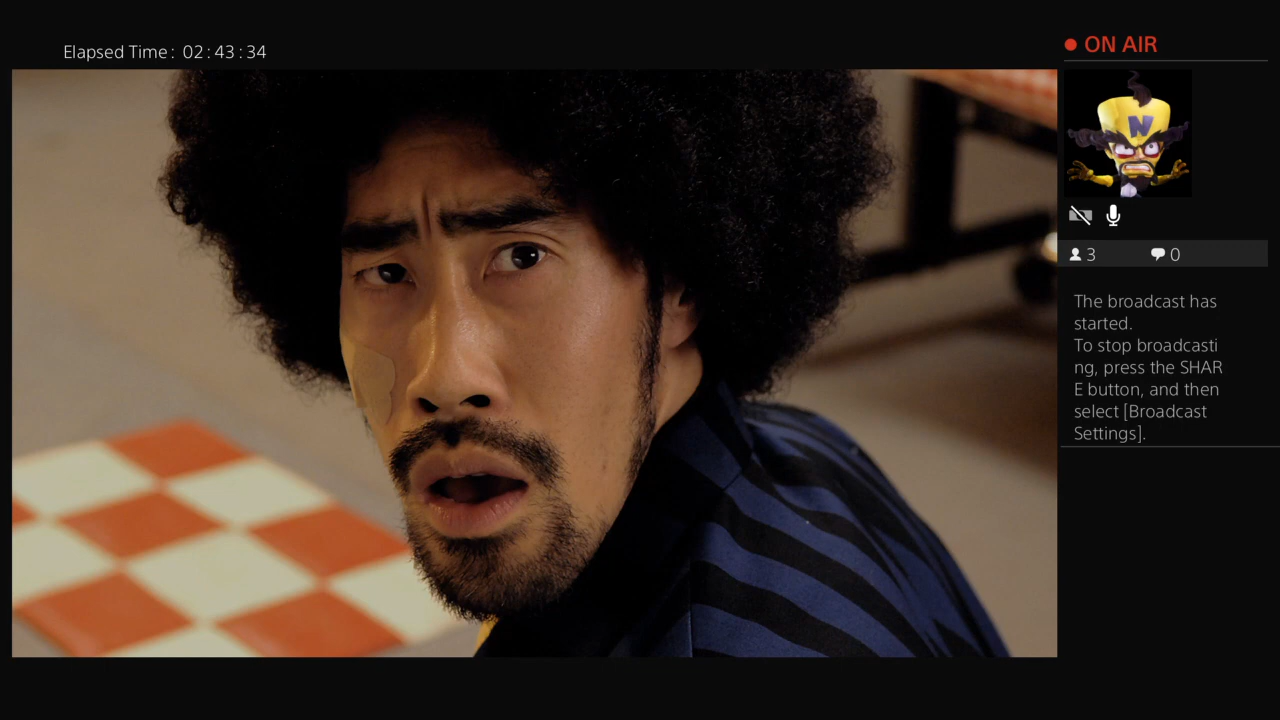 Elapsed Time: 02:43:34
ON AIR
N
3
0
The broadcast has
started.
To stop broadcasti
ng, press the SHAR
E button, and then
select [Broadcast
Settings].